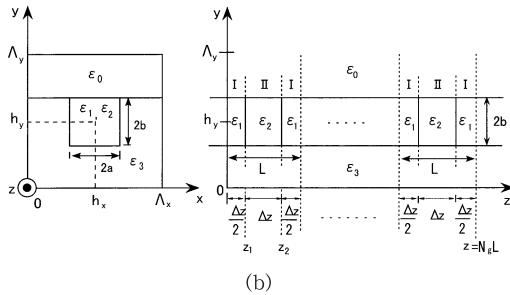 y
Λy
ε0
ε1 ε2
hy
2b
ε3
2a
z
0
hx
Λx
x
y
Λy
ε0
I II I I II I
hy
ε1 ε2 ε1 ..... ε1 ε2 ε1
2b
L L
ε3
0
z
Δz/2 Δz Δz/2 ........ Δz/2 Δz Δz/2
z1 z2 z=NgL
(b)